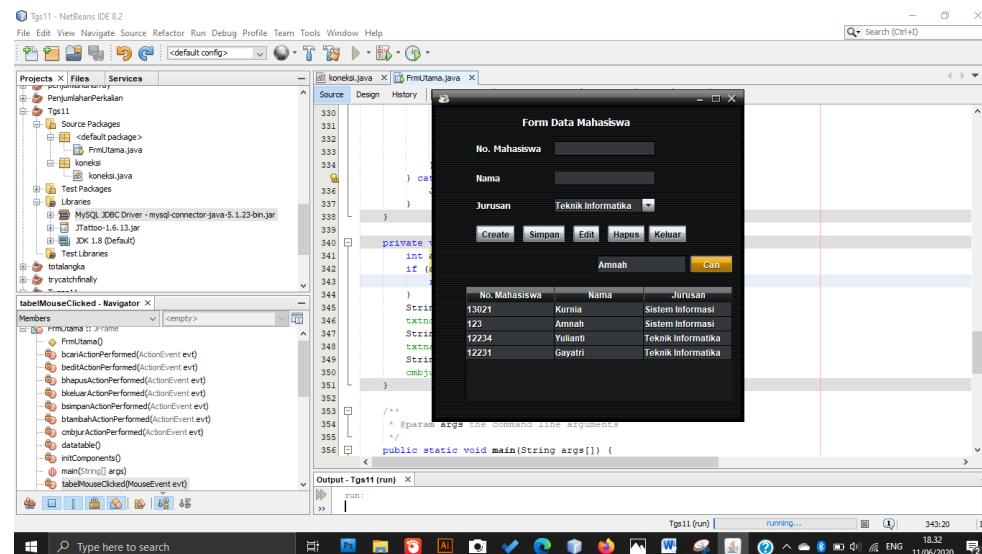 Tgs11 - NetBeans IDE 8.2
File Edit View Navigate Source Refactor Run Debug Profile Team Tools Window Help
Search (Ctrl+I)
<default config>
Projects Files Services
koneksi.java FrmUtama.java
Source Design History
PenjumlahanPerkalian
Tgs11
Source Packages
<default package>
FrmUtama.java
koneksi
koneksi.java
Test Packages
Libraries
MySQL JDBC Driver - mysql-connector-java-5.1.23-bin.jar
JTattoo-1.6.13.jar
JDK 1.8 (Default)
Test Libraries
totalangka
trycatchfinally
tabelMouseClicked - Navigator
Members <empty>
FrmUtama :: JFrame
FrmUtama()
bcariActionPerformed(ActionEvent evt)
beditActionPerformed(ActionEvent evt)
bhapusActionPerformed(ActionEvent evt)
bkeluarActionPerformed(ActionEvent evt)
bsimpanActionPerformed(ActionEvent evt)
btambahActionPerformed(ActionEvent evt)
cmbjurActionPerformed(ActionEvent evt)
datatable()
initComponents()
main(String[] args)
tabelMouseClicked(MouseEvent evt)
330
331
332
333
334 }
} cat
336
337 }
338 }
339
340 private v
341 int a
342 if (a
343
344 }
345 Strin
346 txtno
347 Strin
348 txtna
349 Strin
350 cmbju
351 }
352
353 /**
354 * @param args the command line arguments
355 */
356 public static void main(String args[]) {
Form Data Mahasiswa
No. Mahasiswa
Nama
Jurusan Teknik Informatika
Create Simpan Edit Hapus Keluar
Amnah Cari
No. Mahasiswa Nama Jurusan
13021 Kurnia Sistem Informasi
123 Amnah Sistem Informasi
12234 Yulianti Teknik Informatika
12231 Gayatri Teknik Informatika
Output - Tgs11 (run)
run:
Tgs11 (run) running... 343:20
Type here to search
ENG
18.32
11/06/2020